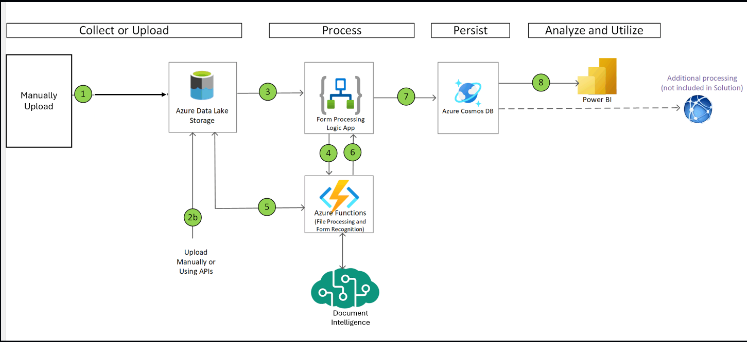 Collect or Upload
Process
Persist
Analyze and Utilize
Manually
Upload
1
Azure Data Lake
Storage
3
Form Processing
Logic App
7
Azure Cosmos DB
8
Power BI
Additional processing
(not Included in Solution)
4
6
2b
5
Azure Functions
(File Processing and
Form Recognition)
Upload
Manually or
Using APIs
Document
Intelligence